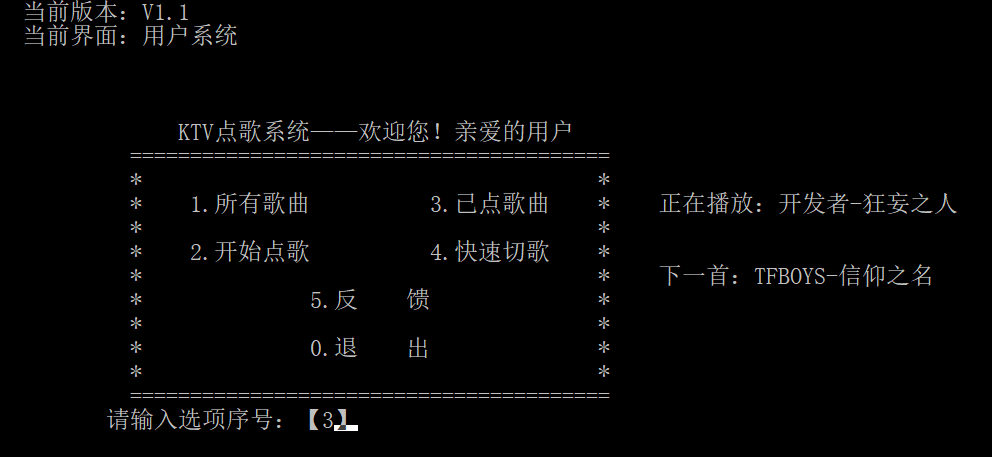 当前版本：V1.1
当前界面：用户系统
KTV点歌系统——欢迎您！亲爱的用户
========================================
* *
* 1.所有歌曲 3.已点歌曲 * 正在播放：开发者-狂妄之人
* *
* 2.开始点歌 4.快速切歌 *
* * 下一首：TFBOYS-信仰之名
* 5.反 馈 *
* *
* 0.退 出 *
* *
========================================
请输入选项序号：【3】